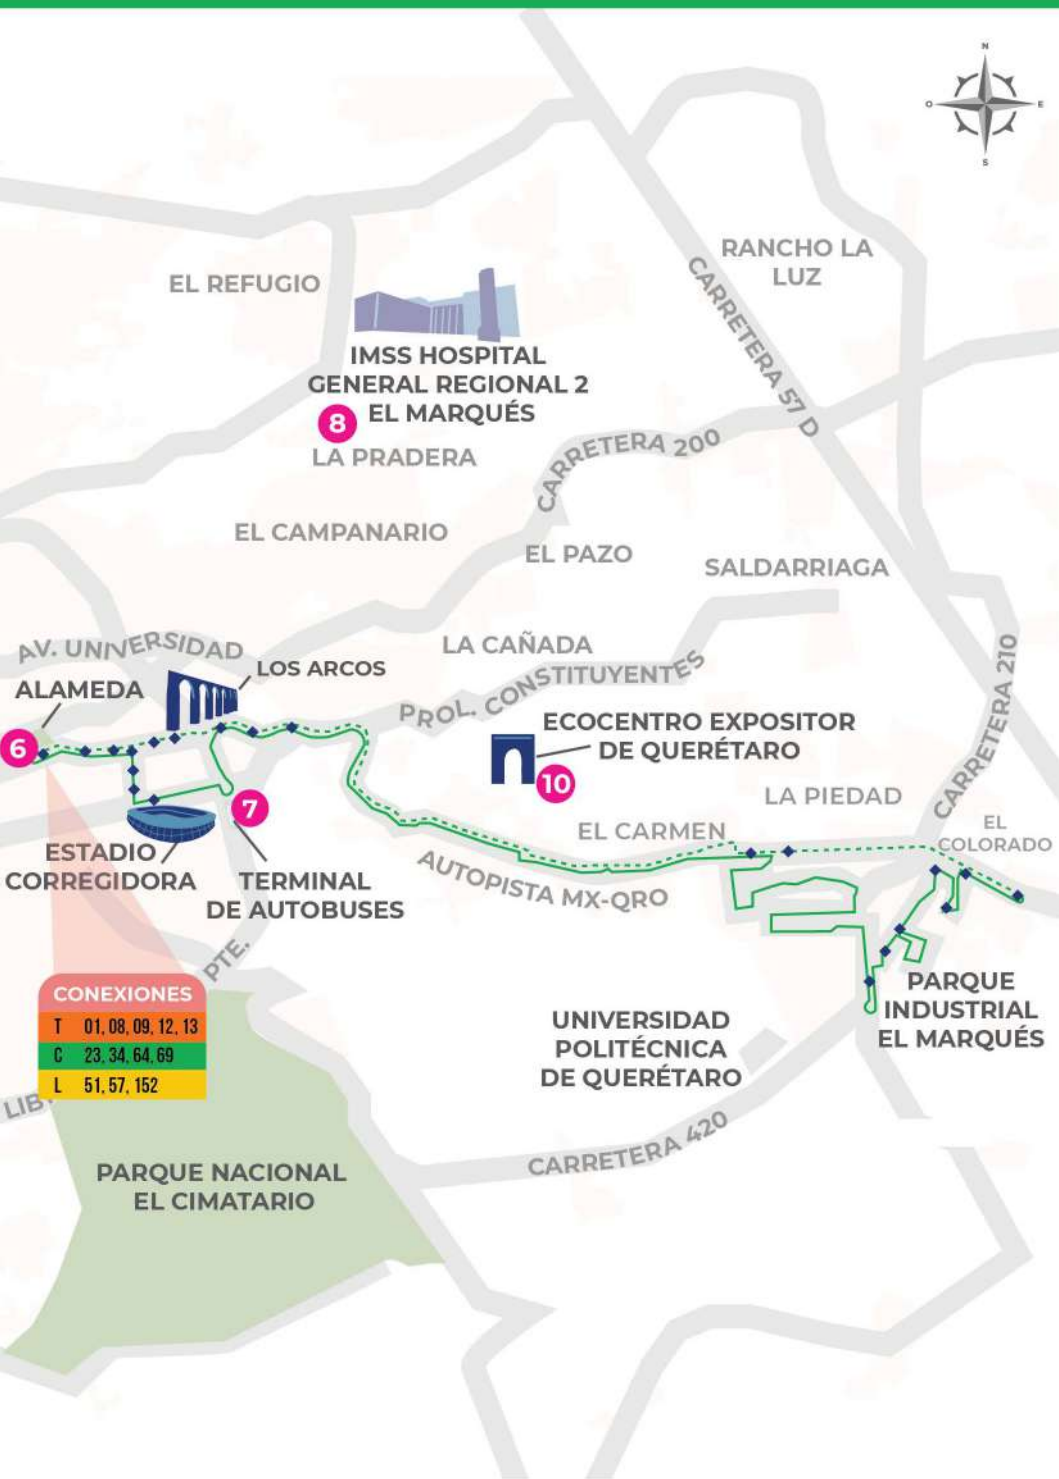 N
O
E
S
RANCHO LA
LUZ
EL REFUGIO
CARRETERA 57 D
IMSS HOSPITAL
GENERAL REGIONAL 2
EL MARQUÉS
8
LA PRADERA
CARRETERA 200
EL CAMPANARIO
EL PAZO
SALDARRIAGA
AV. UNIVERSIDAD
LA CAÑADA
LOS ARCOS
ALAMEDA
PROL. CONSTITUYENTES
CARRETERA 210
6
ECOCENTRO EXPOSITOR
DE QUERÉTARO
10
7
LA PIEDAD
EL
COLORADO
EL CARMEN
ESTADIO
CORREGIDORA
TERMINAL
DE AUTOBUSES
AUTOPISTA MX-QRO
PTE.
CONEXIONES
T 01, 08, 09, 12, 13
C 23, 34, 64, 69
L 51, 57, 152
LIB
PARQUE
INDUSTRIAL
EL MARQUÉS
UNIVERSIDAD
POLITÉCNICA
DE QUERÉTARO
CARRETERA 420
PARQUE NACIONAL
EL CIMATARIO